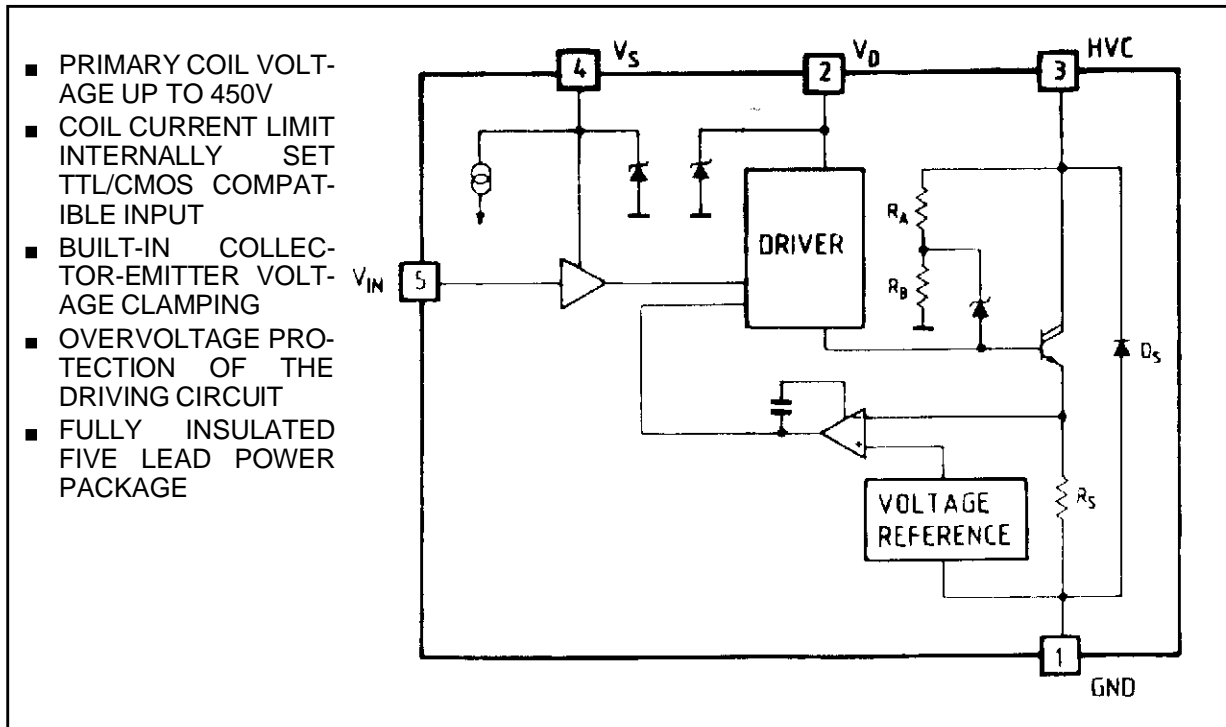 ■ PRIMARY COIL VOLT-
AGE UP TO 450V
■ COIL CURRENT LIMIT
INTERNALLY SET
TTL/CMOS COMPAT-
IBLE INPUT
■ BUILT-IN COLLEC-
TOR-EMITTER VOLT-
AGE CLAMPING
■ OVERVOLTAGE PRO-
TECTION OF THE
DRIVING CIRCUIT
■ FULLY INSULATED
FIVE LEAD POWER
PACKAGE
4 VS
2 VD
3 HVC
RA
DRIVER
RB
VIN 5
DS
+
VOLTAGE
REFERENCE
RS
1
GND